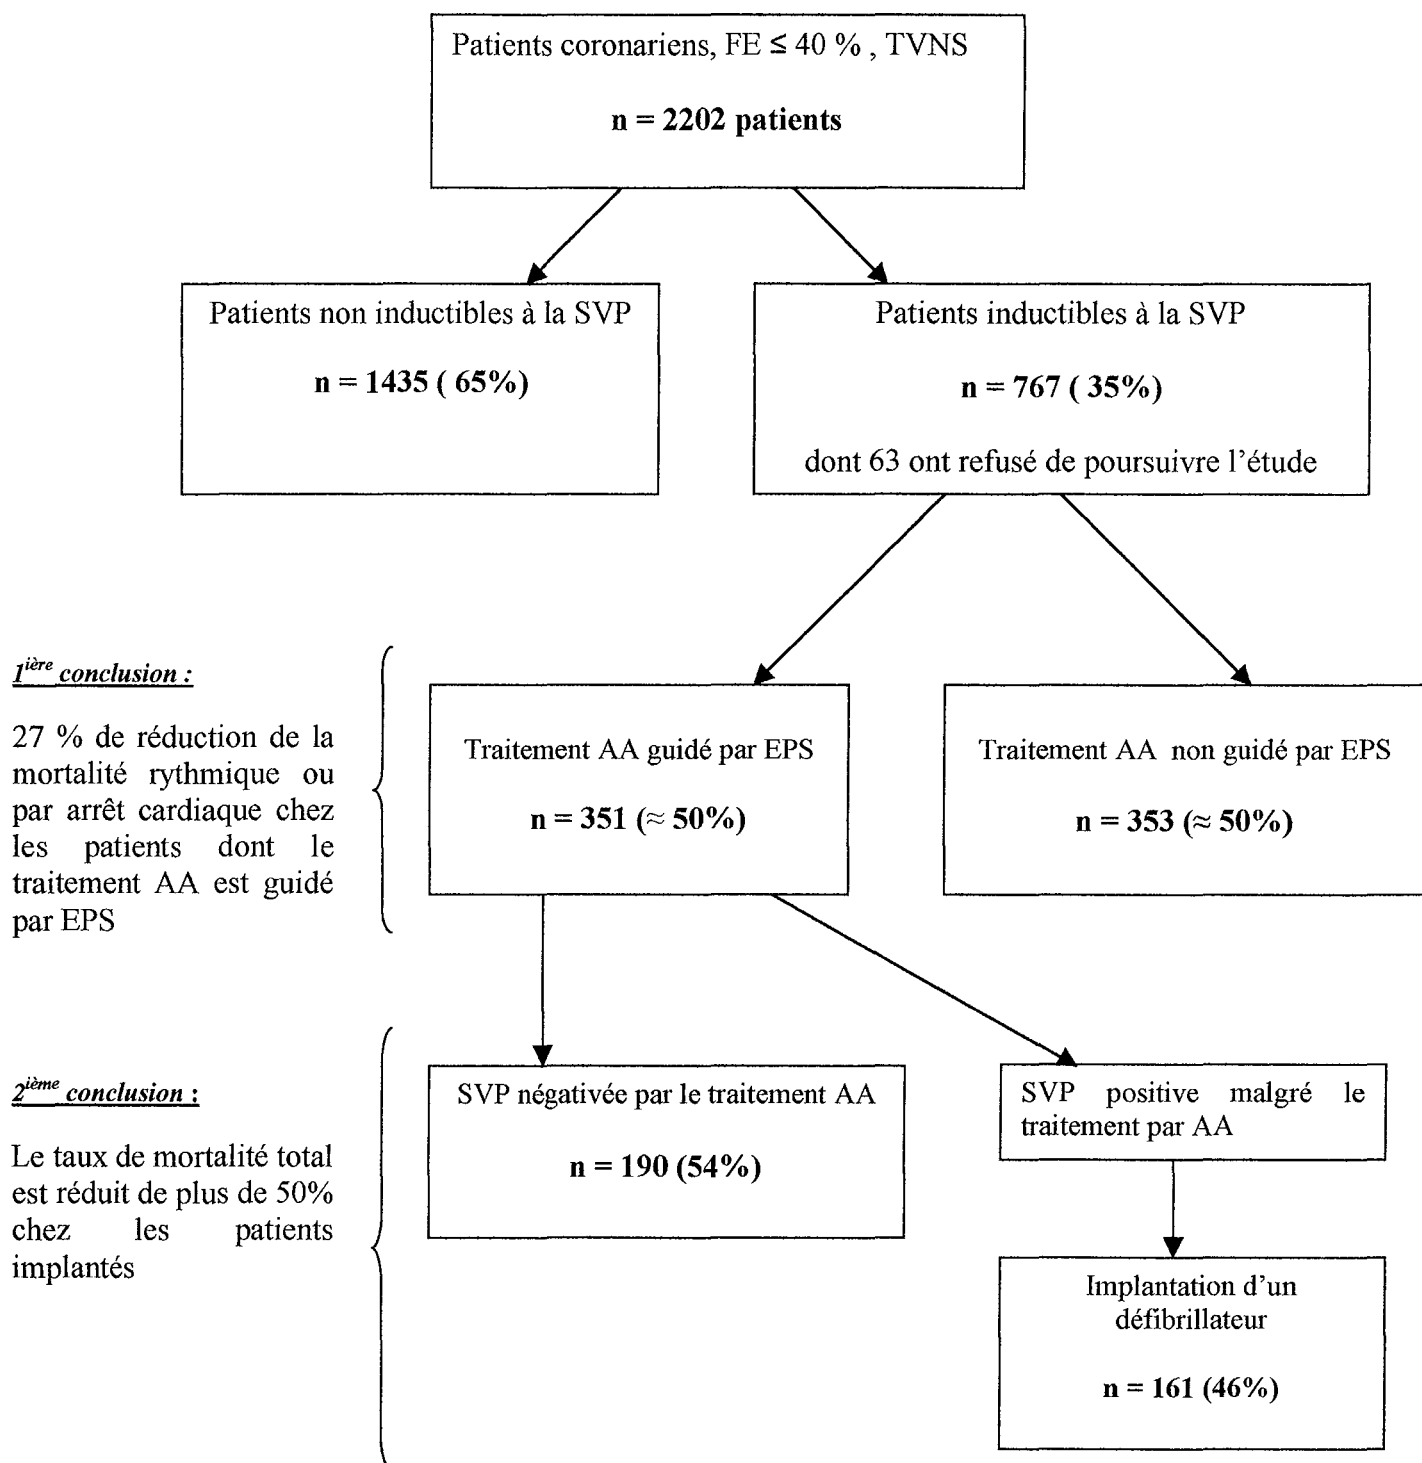 Patients coronariens, FE ≤ 40 % , TVNS
n = 2202 patients
Patients non inductibles à la SVP
n = 1435 ( 65%)
Patients inductibles à la SVP
n = 767 ( 35%)
dont 63 ont refusé de poursuivre l'étude
1ière conclusion :
27 % de réduction de la
mortalité rythmique ou
par arrêt cardiaque chez
les patients dont le
traitement AA est guidé
par EPS
Traitement AA guidé par EPS
n = 351 (≈ 50%)
Traitement AA non guidé par EPS
n = 353 (≈ 50%)
2ième conclusion :
Le taux de mortalité total
est réduit de plus de 50%
chez les patients
implantés
SVP négativée par le traitement AA
n = 190 (54%)
SVP positive malgré le
traitement par AA
Implantation d'un
défibrillateur
n = 161 (46%)